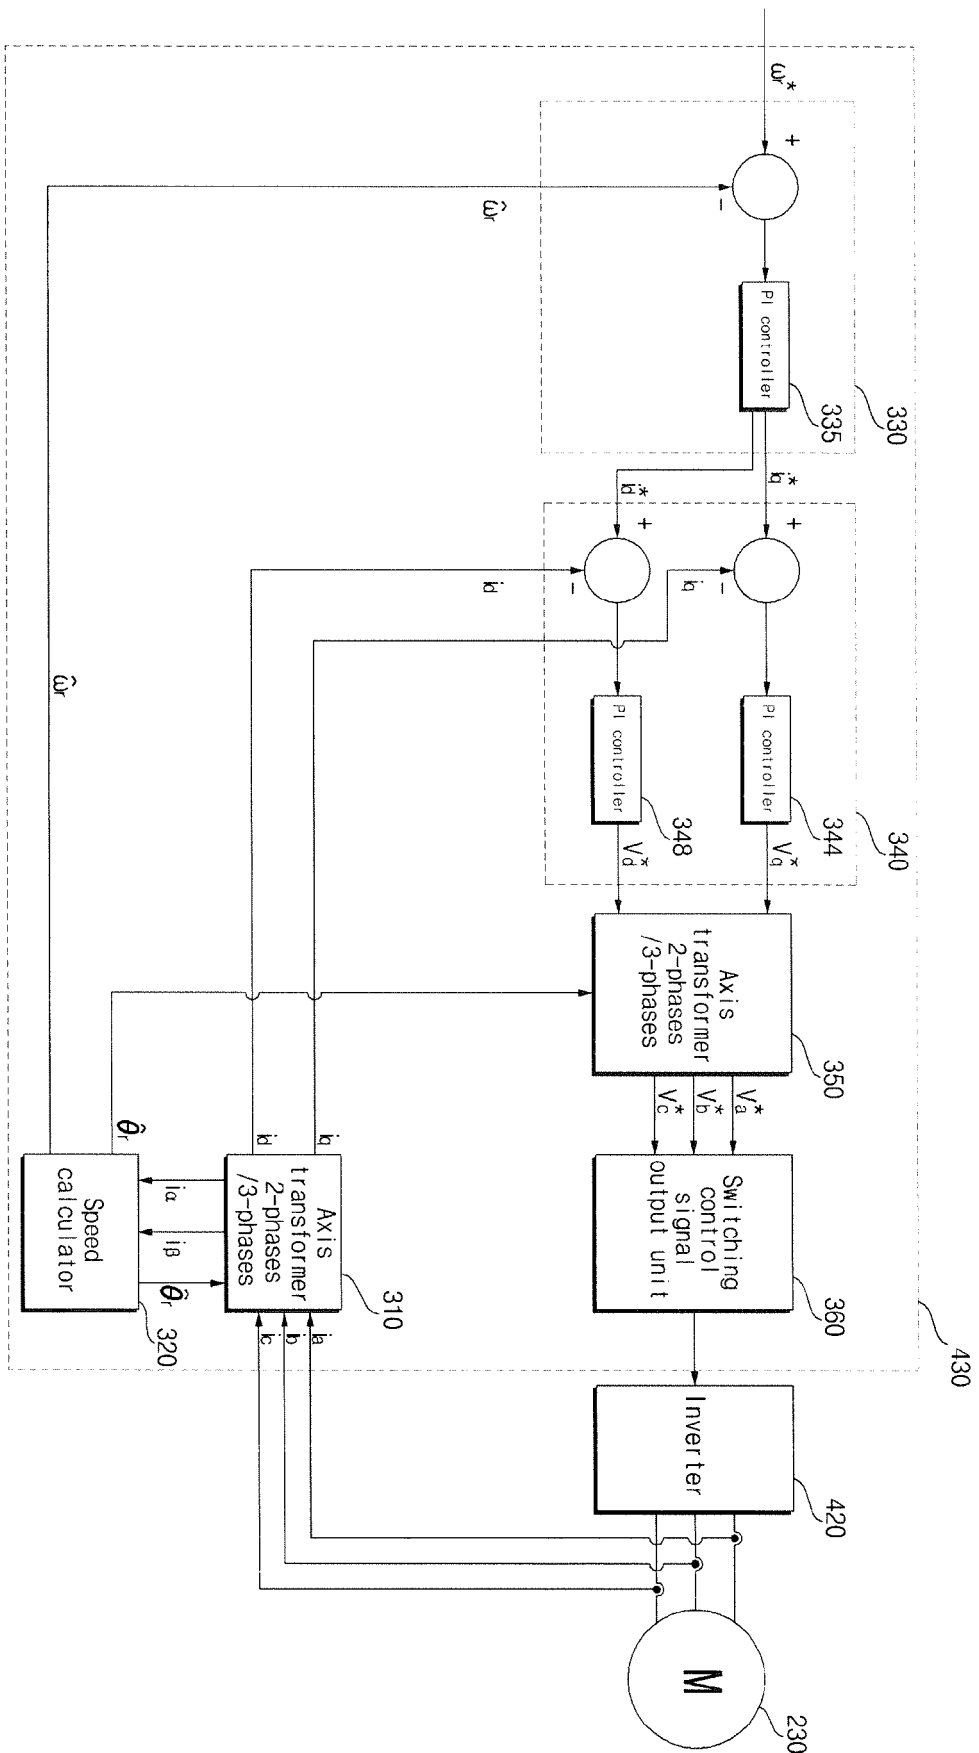 ω̂r
ωr*
+
-
PI controller
335
330
iq*
id*
+
-
+
-
iq
id
PI controller
344
PI controller
348
340
Vq*
Vd*
Axis
transformer
2-phases
/3-phases
350
Va*
Vb*
Vc*
Switching
control
signal
output unit
360
430
Inverter
420
M
230
ω̂r
θ̂r
id
iq
Axis
transformer
2-phases
/3-phases
310
iα
iβ
θ̂r
Speed
calculator
320
ia
ib
ic